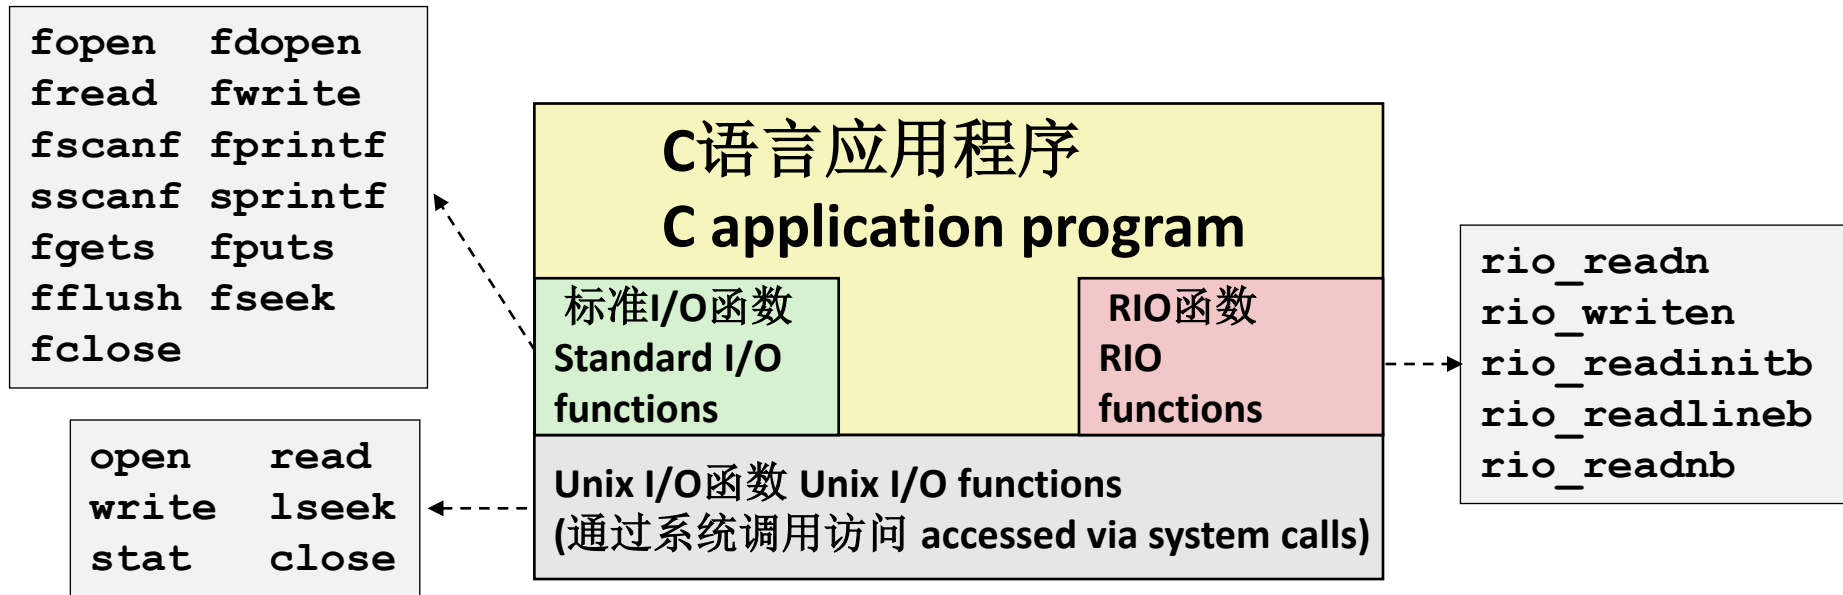 fopen fdopen
fread fwrite
fscanf fprintf
sscanf sprintf
fgets fputs
fflush fseek
fclose
open read
write lseek
stat close
C语言应用程序
C application program
标准I/O函数
Standard I/O
functions
RIO函数
RIO
functions
Unix I/O函数 Unix I/O functions
(通过系统调用访问 accessed via system calls)
rio_readn
rio_writen
rio_readinitb
rio_readlineb
rio_readnb